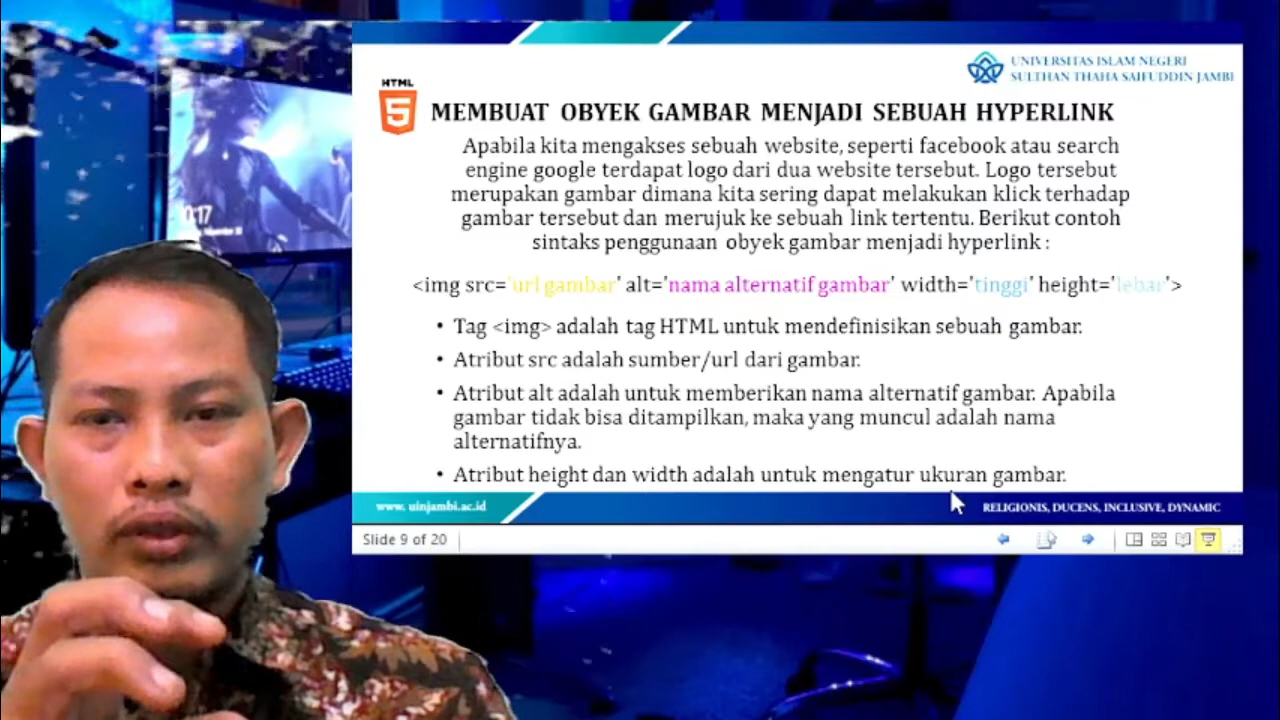 UNIVERSITAS ISLAM NEGERI
SULTHAN THAHA SAIFUDDIN JAMBI
HTML
5
MEMBUAT OBYEK GAMBAR MENJADI SEBUAH HYPERLINK
Apabila kita mengakses sebuah website, seperti facebook atau search
engine google terdapat logo dari dua website tersebut. Logo tersebut
merupakan gambar dimana kita sering dapat melakukan klick terhadap
gambar tersebut dan merujuk ke sebuah link tertentu. Berikut contoh
sintaks penggunaan obyek gambar menjadi hyperlink :
<img src='url gambar' alt='nama alternatif gambar' width='tinggi' height='lebar'>
• Tag <img> adalah tag HTML untuk mendefinisikan sebuah gambar.
• Atribut src adalah sumber/url dari gambar.
• Atribut alt adalah untuk memberikan nama alternatif gambar. Apabila
gambar tidak bisa ditampilkan, maka yang muncul adalah nama
alternatifnya.
• Atribut height dan width adalah untuk mengatur ukuran gambar.
www. uinjambi.ac.id
RELIGIONIS, DUCENS, INCLUSIVE, DYNAMIC
Slide 9 of 20